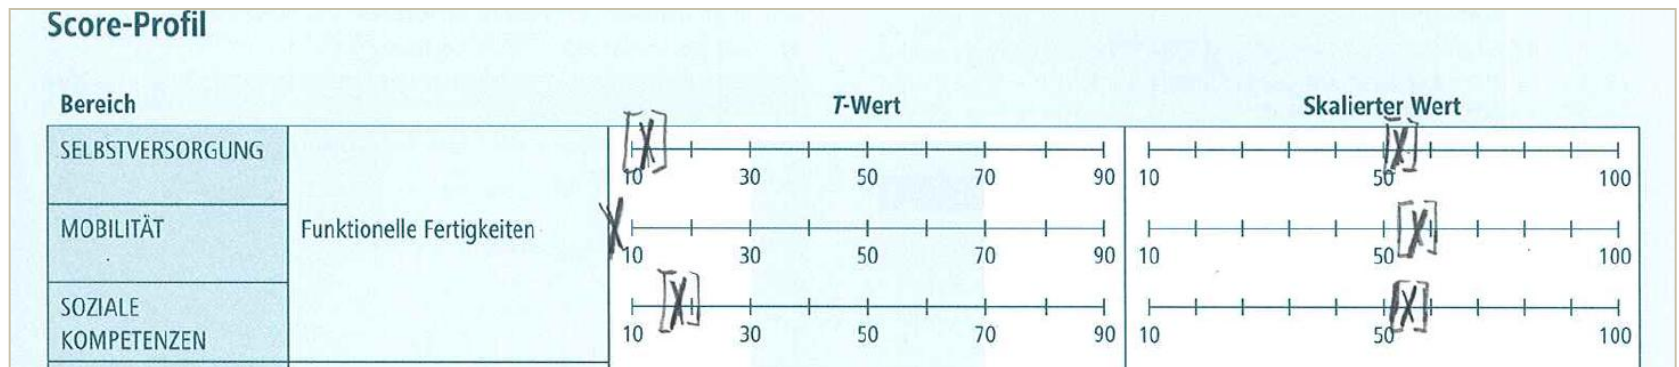 Score-Profil
Bereich T-Wert Skalierter Wert
SELBSTVERSORGUNG
10 30 50 70 90 10 50 100
MOBILITÄT Funktionelle Fertigkeiten
10 30 50 70 90 10 50 100
SOZIALE
KOMPETENZEN
10 30 50 70 90 10 50 100